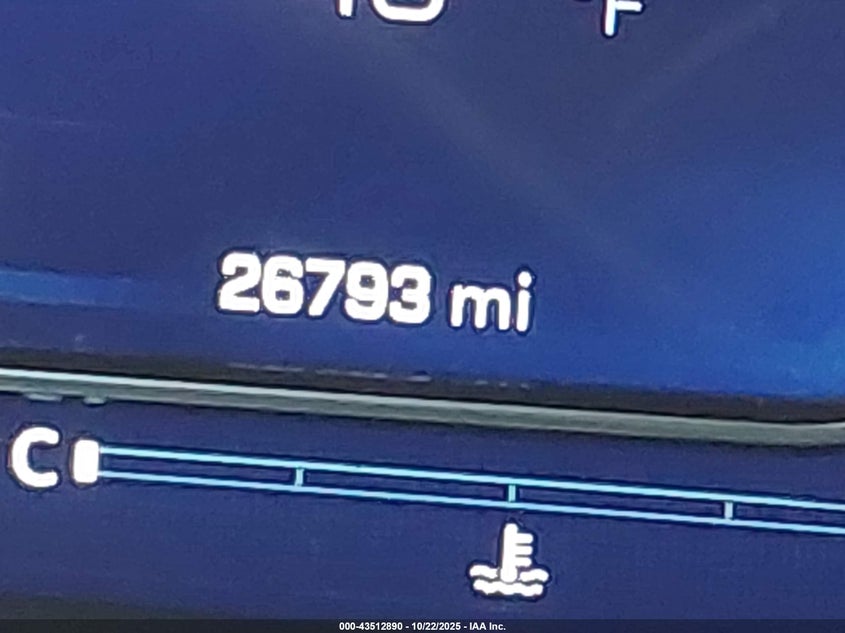 °F
26793 mi
C
000-43512890 - 10/22/2025 - IAA Inc.